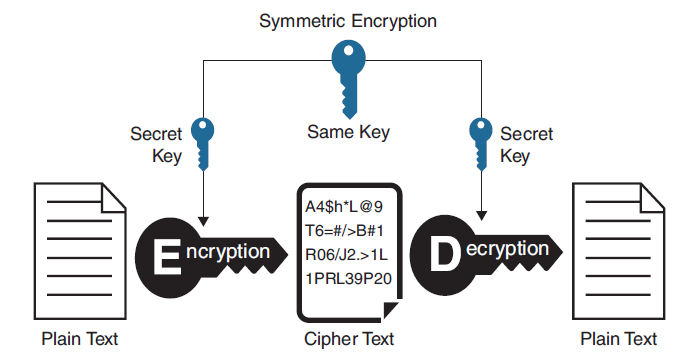 Symmetric Encryption
Secret
Key
Same Key
Secret
Key
Encryption
A4$h*L@9
T6=#/>B#1
R06/J2.>1L
1PRL39P20
Decryption
Plain Text
Cipher Text
Plain Text